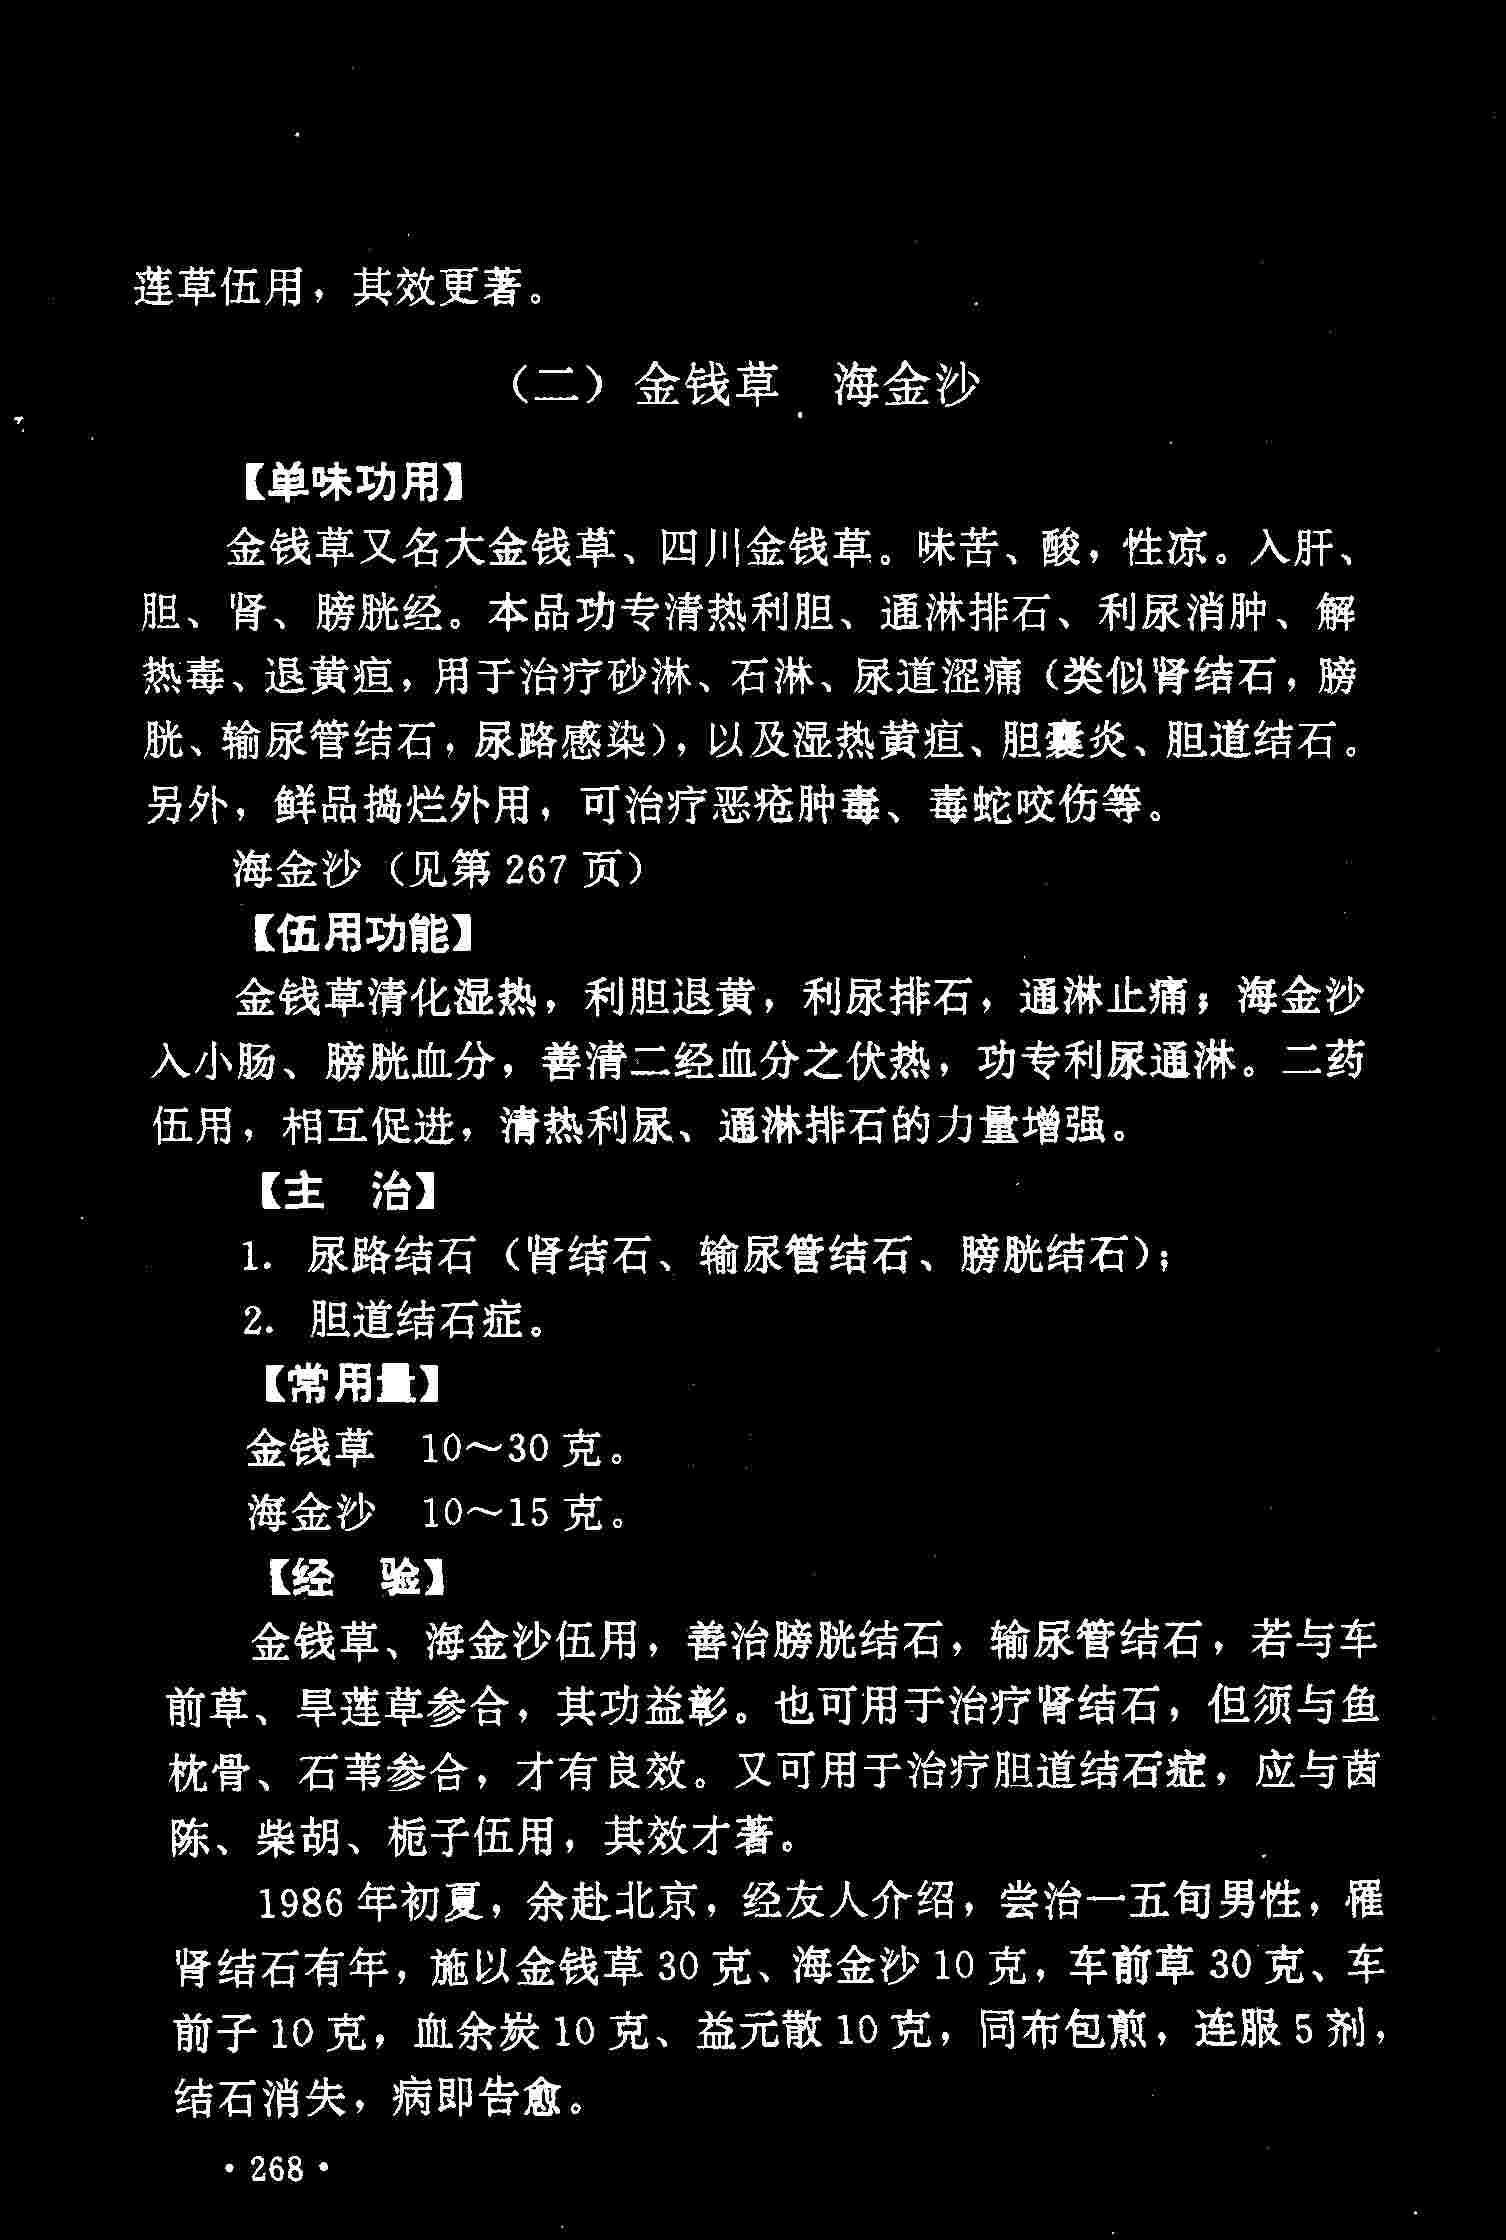 莲草伍用，其效更著。
（二）金钱草　海金沙
【单味功用】
金钱草又名大金钱草、四川金钱草。味苦、酸，性凉。入肝、
胆、肾、膀胱经。本品功专清热利胆、通淋排石、利尿消肿、解
热毒、退黄疸，用于治疗砂淋、石淋、尿道涩痛（类似肾结石，膀
胱、输尿管结石，尿路感染），以及湿热黄疸、胆囊炎、胆道结石。
另外，鲜品捣烂外用，可治疗恶疮肿毒、毒蛇咬伤等。
海金沙（见第 267 页）
【伍用功能】
金钱草清化湿热，利胆退黄，利尿排石，通淋止痛；海金沙
入小肠、膀胱血分，善清二经血分之伏热，功专利尿通淋。二药
伍用，相互促进，清热利尿、通淋排石的力量增强。
【主　治】
1. 尿路结石（肾结石、输尿管结石、膀胱结石）；
2. 胆道结石症。
【常用量】
金钱草　10～30 克。
海金沙　10～15 克。
【经　验】
金钱草、海金沙伍用，善治膀胱结石，输尿管结石，若与车
前草、旱莲草参合，其功益彰。也可用于治疗肾结石，但须与鱼
枕骨、石苇参合，才有良效。又可用于治疗胆道结石症，应与茵
陈、柴胡、栀子伍用，其效才著。
1986 年初夏，余赴北京，经友人介绍，尝治一五旬男性，罹
肾结石有年，施以金钱草 30 克、海金沙 10 克，车前草 30 克、车
前子 10 克，血余炭 10 克、益元散 10 克，同布包煎，连服 5 剂，
结石消失，病即告愈。
· 268 ·